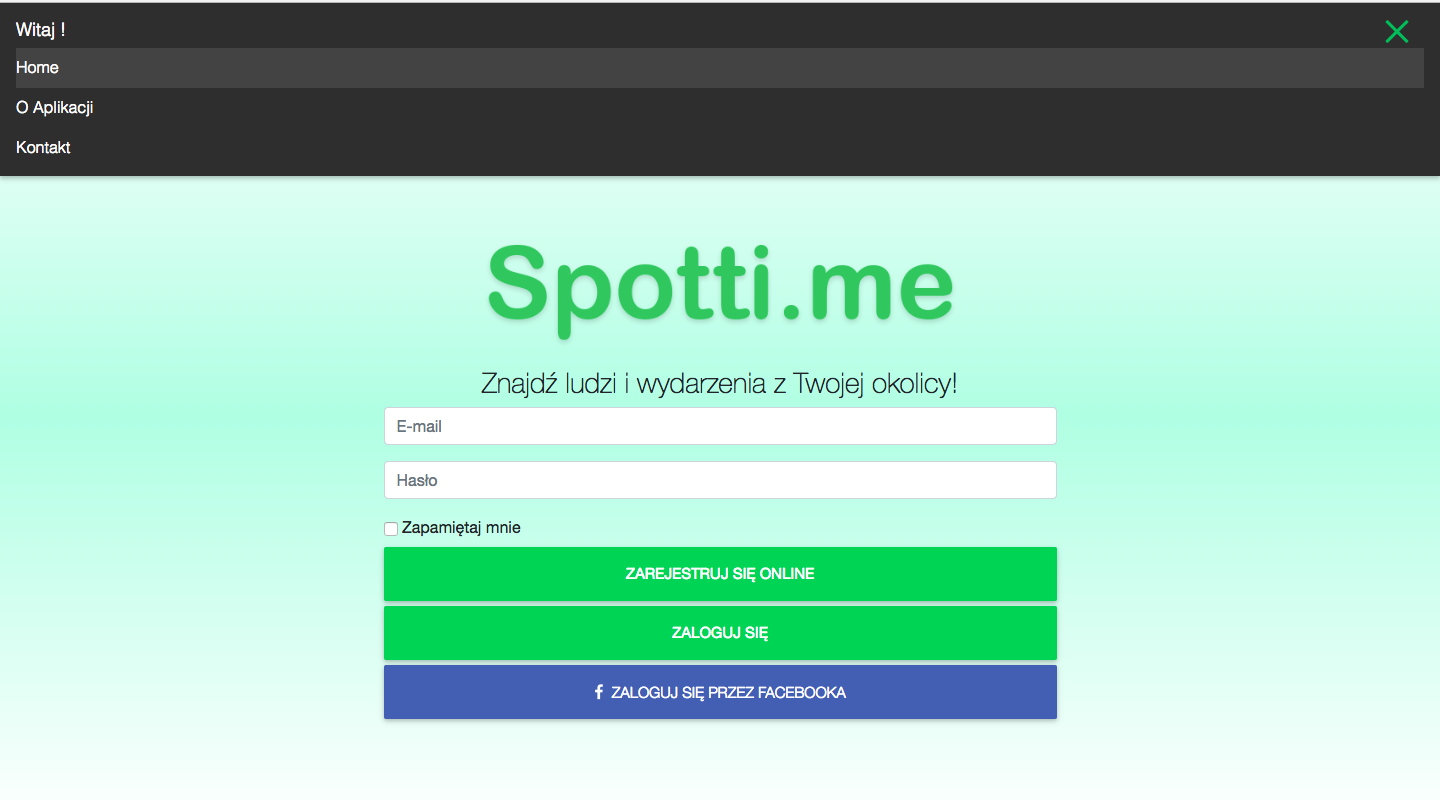 Witaj !
Home
O Aplikacji
Kontakt
Spotti.me
Znajdź ludzi i wydarzenia z Twojej okolicy!
E-mail
Hasło
Zapamiętaj mnie
ZAREJESTRUJ SIĘ ONLINE
ZALOGUJ SIĘ
ZALOGUJ SIĘ PRZEZ FACEBOOKA